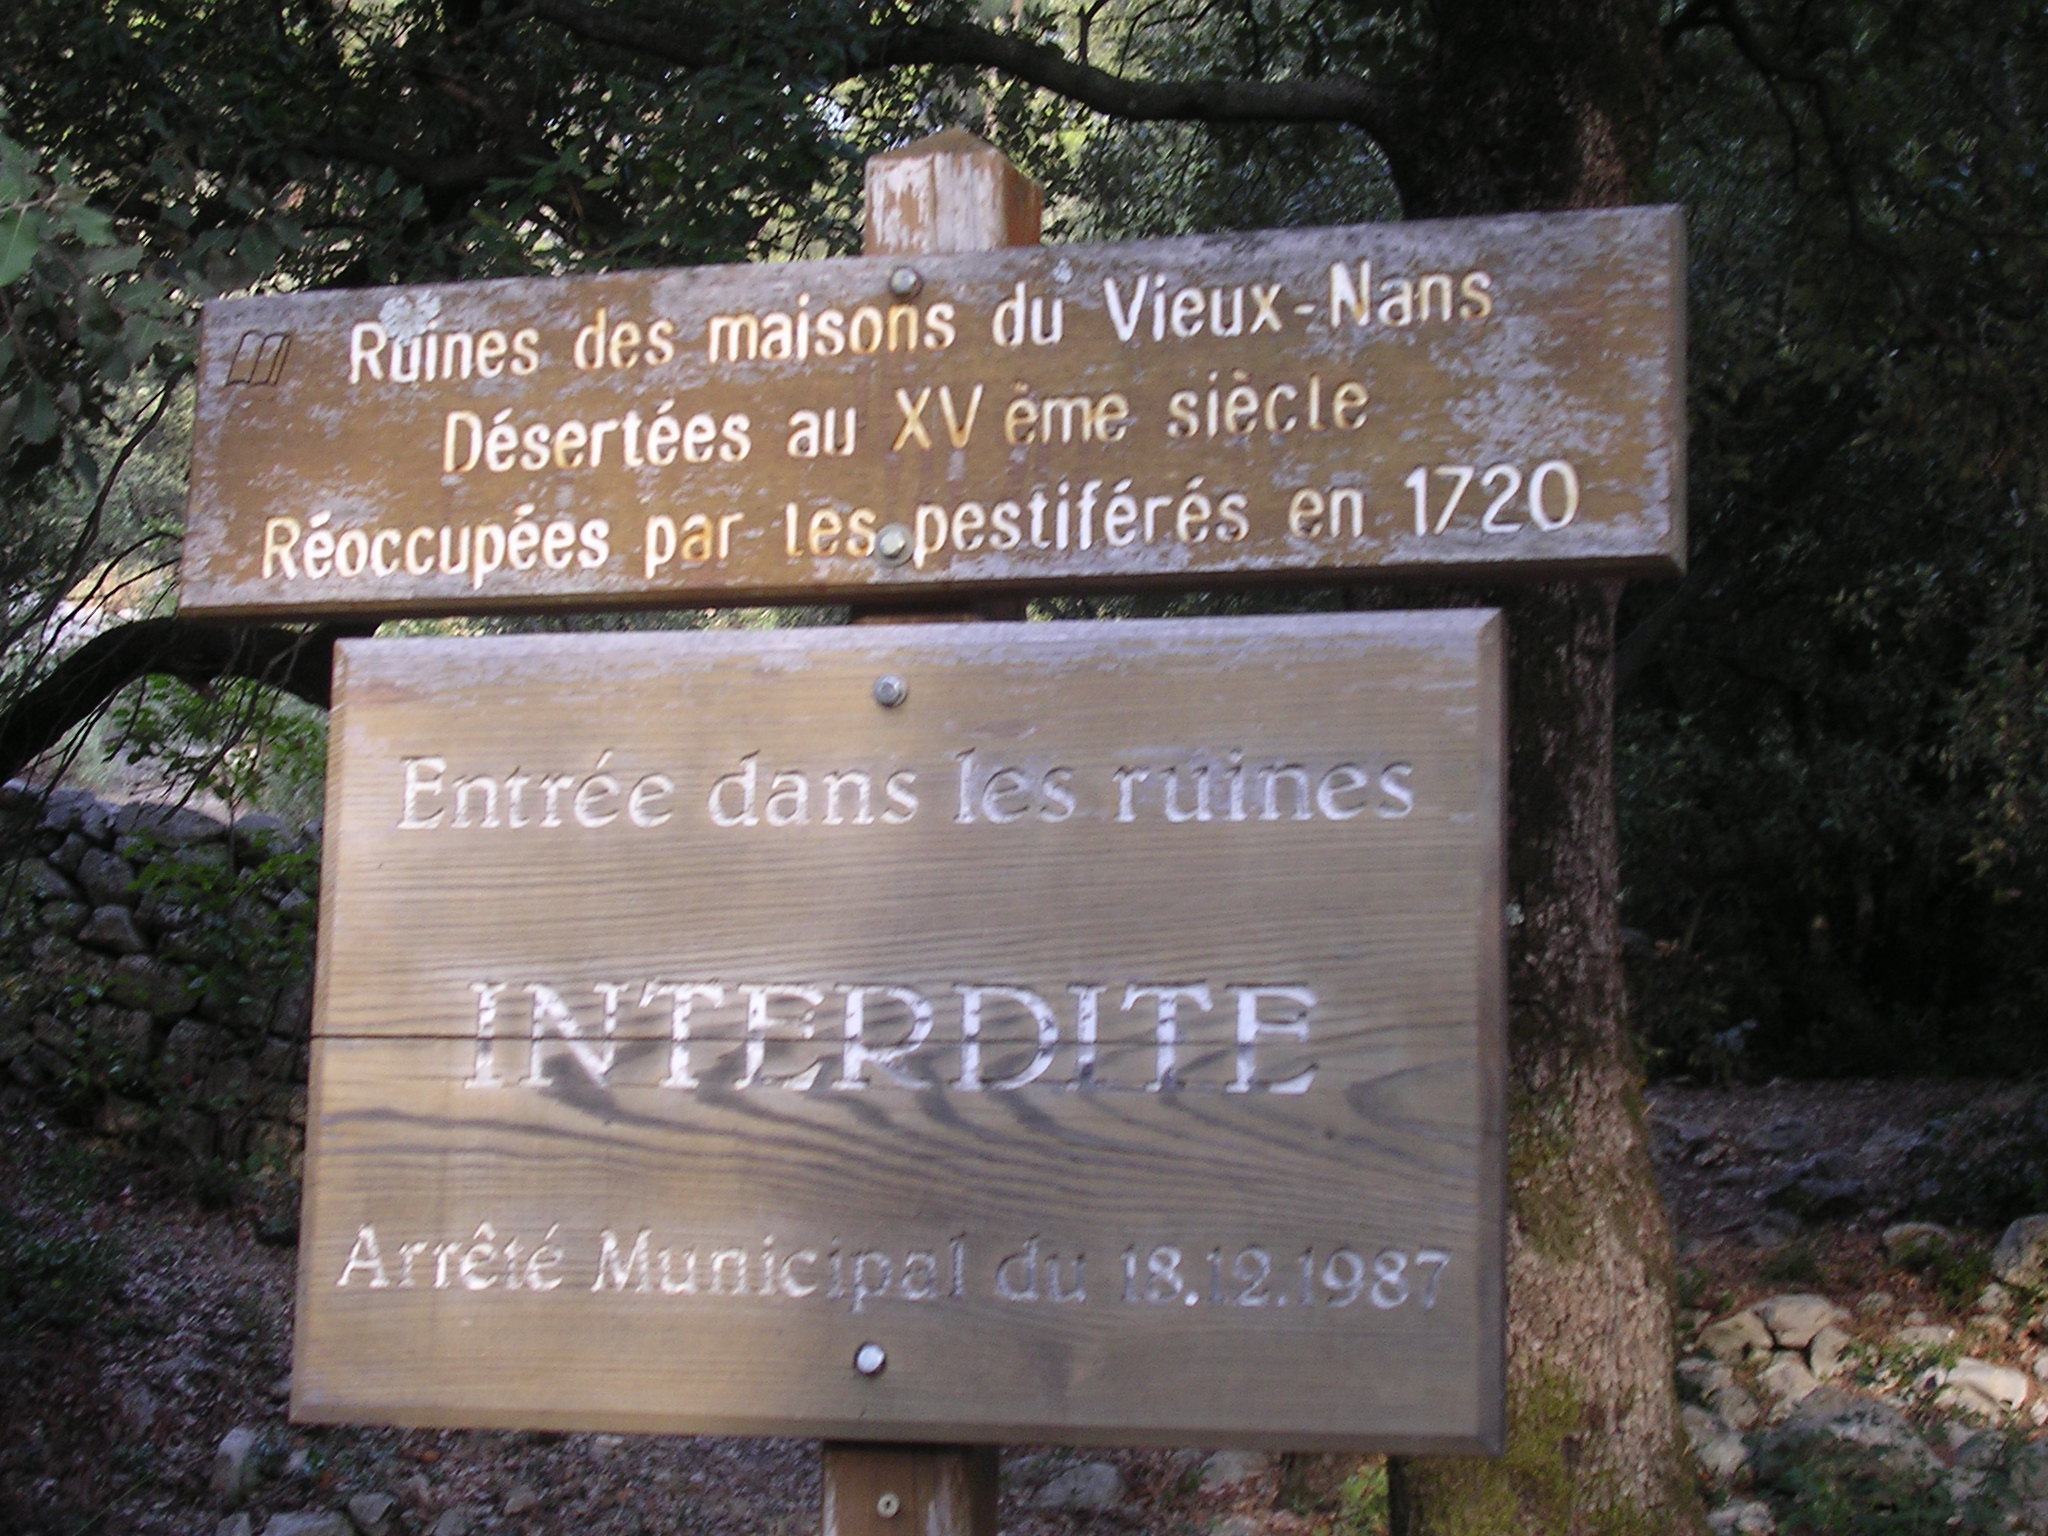 Ruines des maisons du Vieux-Nans
Désertées au XV ème siècle
Réoccupées par les pestiférés en 1720
Entrée dans les ruines
INTERDITE
Arrêté Municipal du 18.12.1987